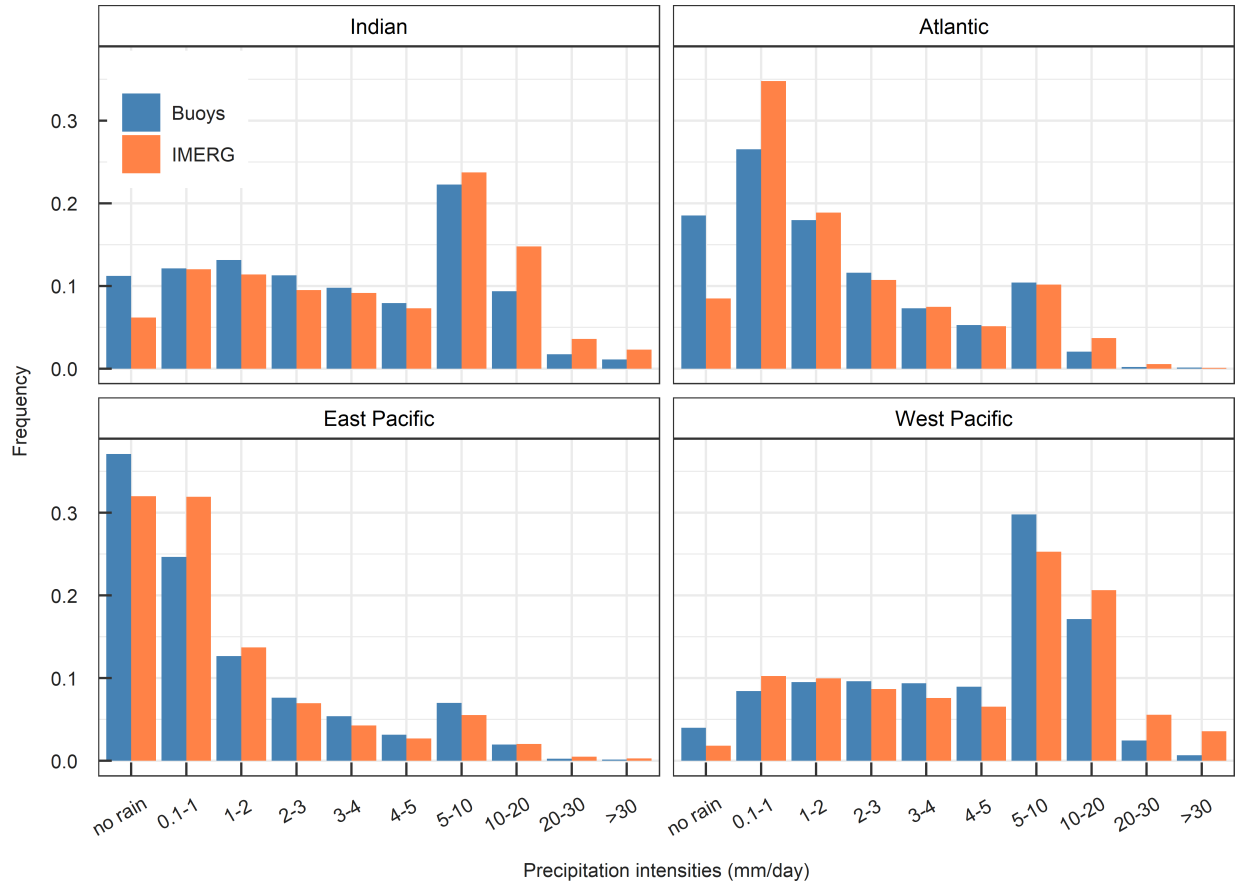 Indian
Atlantic
Buoys
IMERG
0.3
0.2
0.1
0.0
East Pacific
West Pacific
0.3
0.2
0.1
0.0
Frequency
no rain 0.1-1 1-2 2-3 3-4 4-5 5-10 10-20 20-30 >30
no rain 0.1-1 1-2 2-3 3-4 4-5 5-10 10-20 20-30 >30
Precipitation intensities (mm/day)